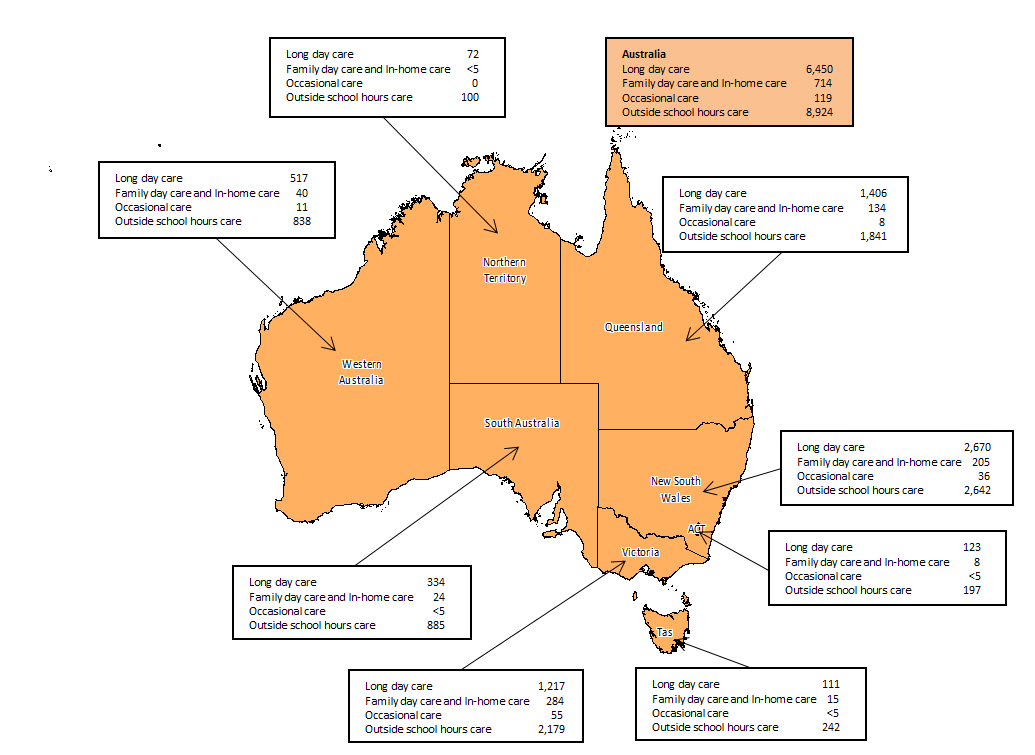 Long day care 72
Family day care and In-home care <5
Occasional care 0
Outside school hours care 100
Australia
Long day care 6,450
Family day care and In-home care 714
Occasional care 119
Outside school hours care 8,924
Long day care 517
Family day care and In-home care 40
Occasional care 11
Outside school hours care 838
Long day care 1,406
Family day care and In-home care 134
Occasional care 8
Outside school hours care 1,841
Northern
Territory
Queensland
Western
Australia
South Australia
New South
Wales
ACT
Victoria
Tas
Long day care 2,670
Family day care and In-home care 205
Occasional care 36
Outside school hours care 2,642
Long day care 123
Family day care and In-home care 8
Occasional care <5
Outside school hours care 197
Long day care 334
Family day care and In-home care 24
Occasional care <5
Outside school hours care 885
Long day care 1,217
Family day care and In-home care 284
Occasional care 55
Outside school hours care 2,179
Long day care 111
Family day care and In-home care 15
Occasional care <5
Outside school hours care 242